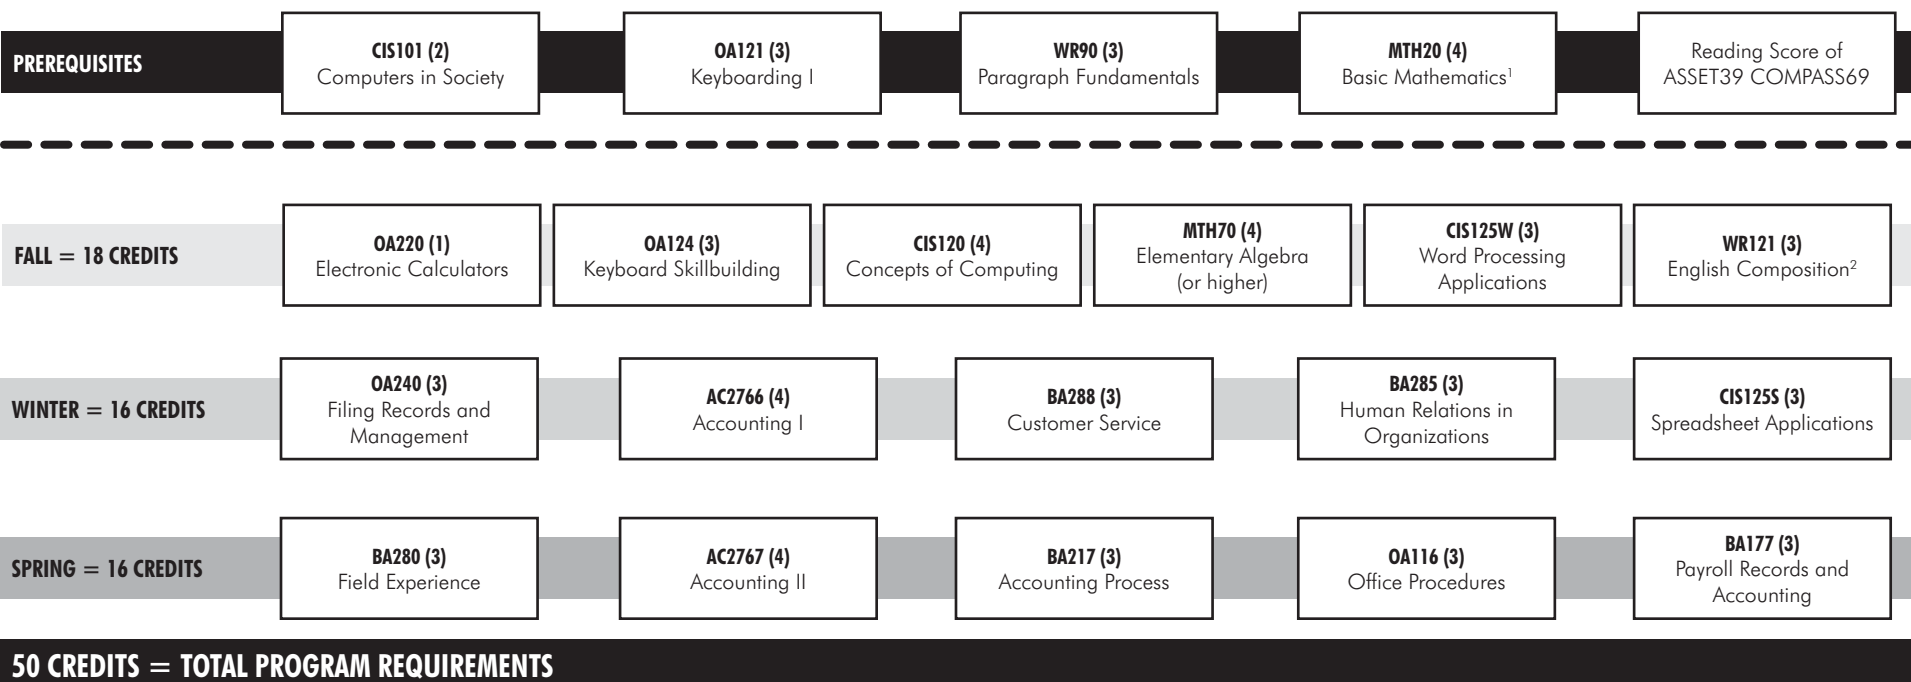 PREREQUISITES
CIS101 (2)
Computers in Society
OA121 (3)
Keyboarding I
WR90 (3)
Paragraph Fundamentals
MTH20 (4)
Basic Mathematics¹
Reading Score of
ASSET39 COMPASS69
FALL = 18 CREDITS
OA220 (1)
Electronic Calculators
OA124 (3)
Keyboard Skillbuilding
CIS120 (4)
Concepts of Computing
MTH70 (4)
Elementary Algebra
(or higher)
CIS125W (3)
Word Processing
Applications
WR121 (3)
English Composition²
WINTER = 16 CREDITS
OA240 (3)
Filing Records and
Management
AC2766 (4)
Accounting I
BA288 (3)
Customer Service
BA285 (3)
Human Relations in
Organizations
CIS125S (3)
Spreadsheet Applications
SPRING = 16 CREDITS
BA280 (3)
Field Experience
AC2767 (4)
Accounting II
BA217 (3)
Accounting Process
OA116 (3)
Office Procedures
BA177 (3)
Payroll Records and
Accounting
50 CREDITS = TOTAL PROGRAM REQUIREMENTS